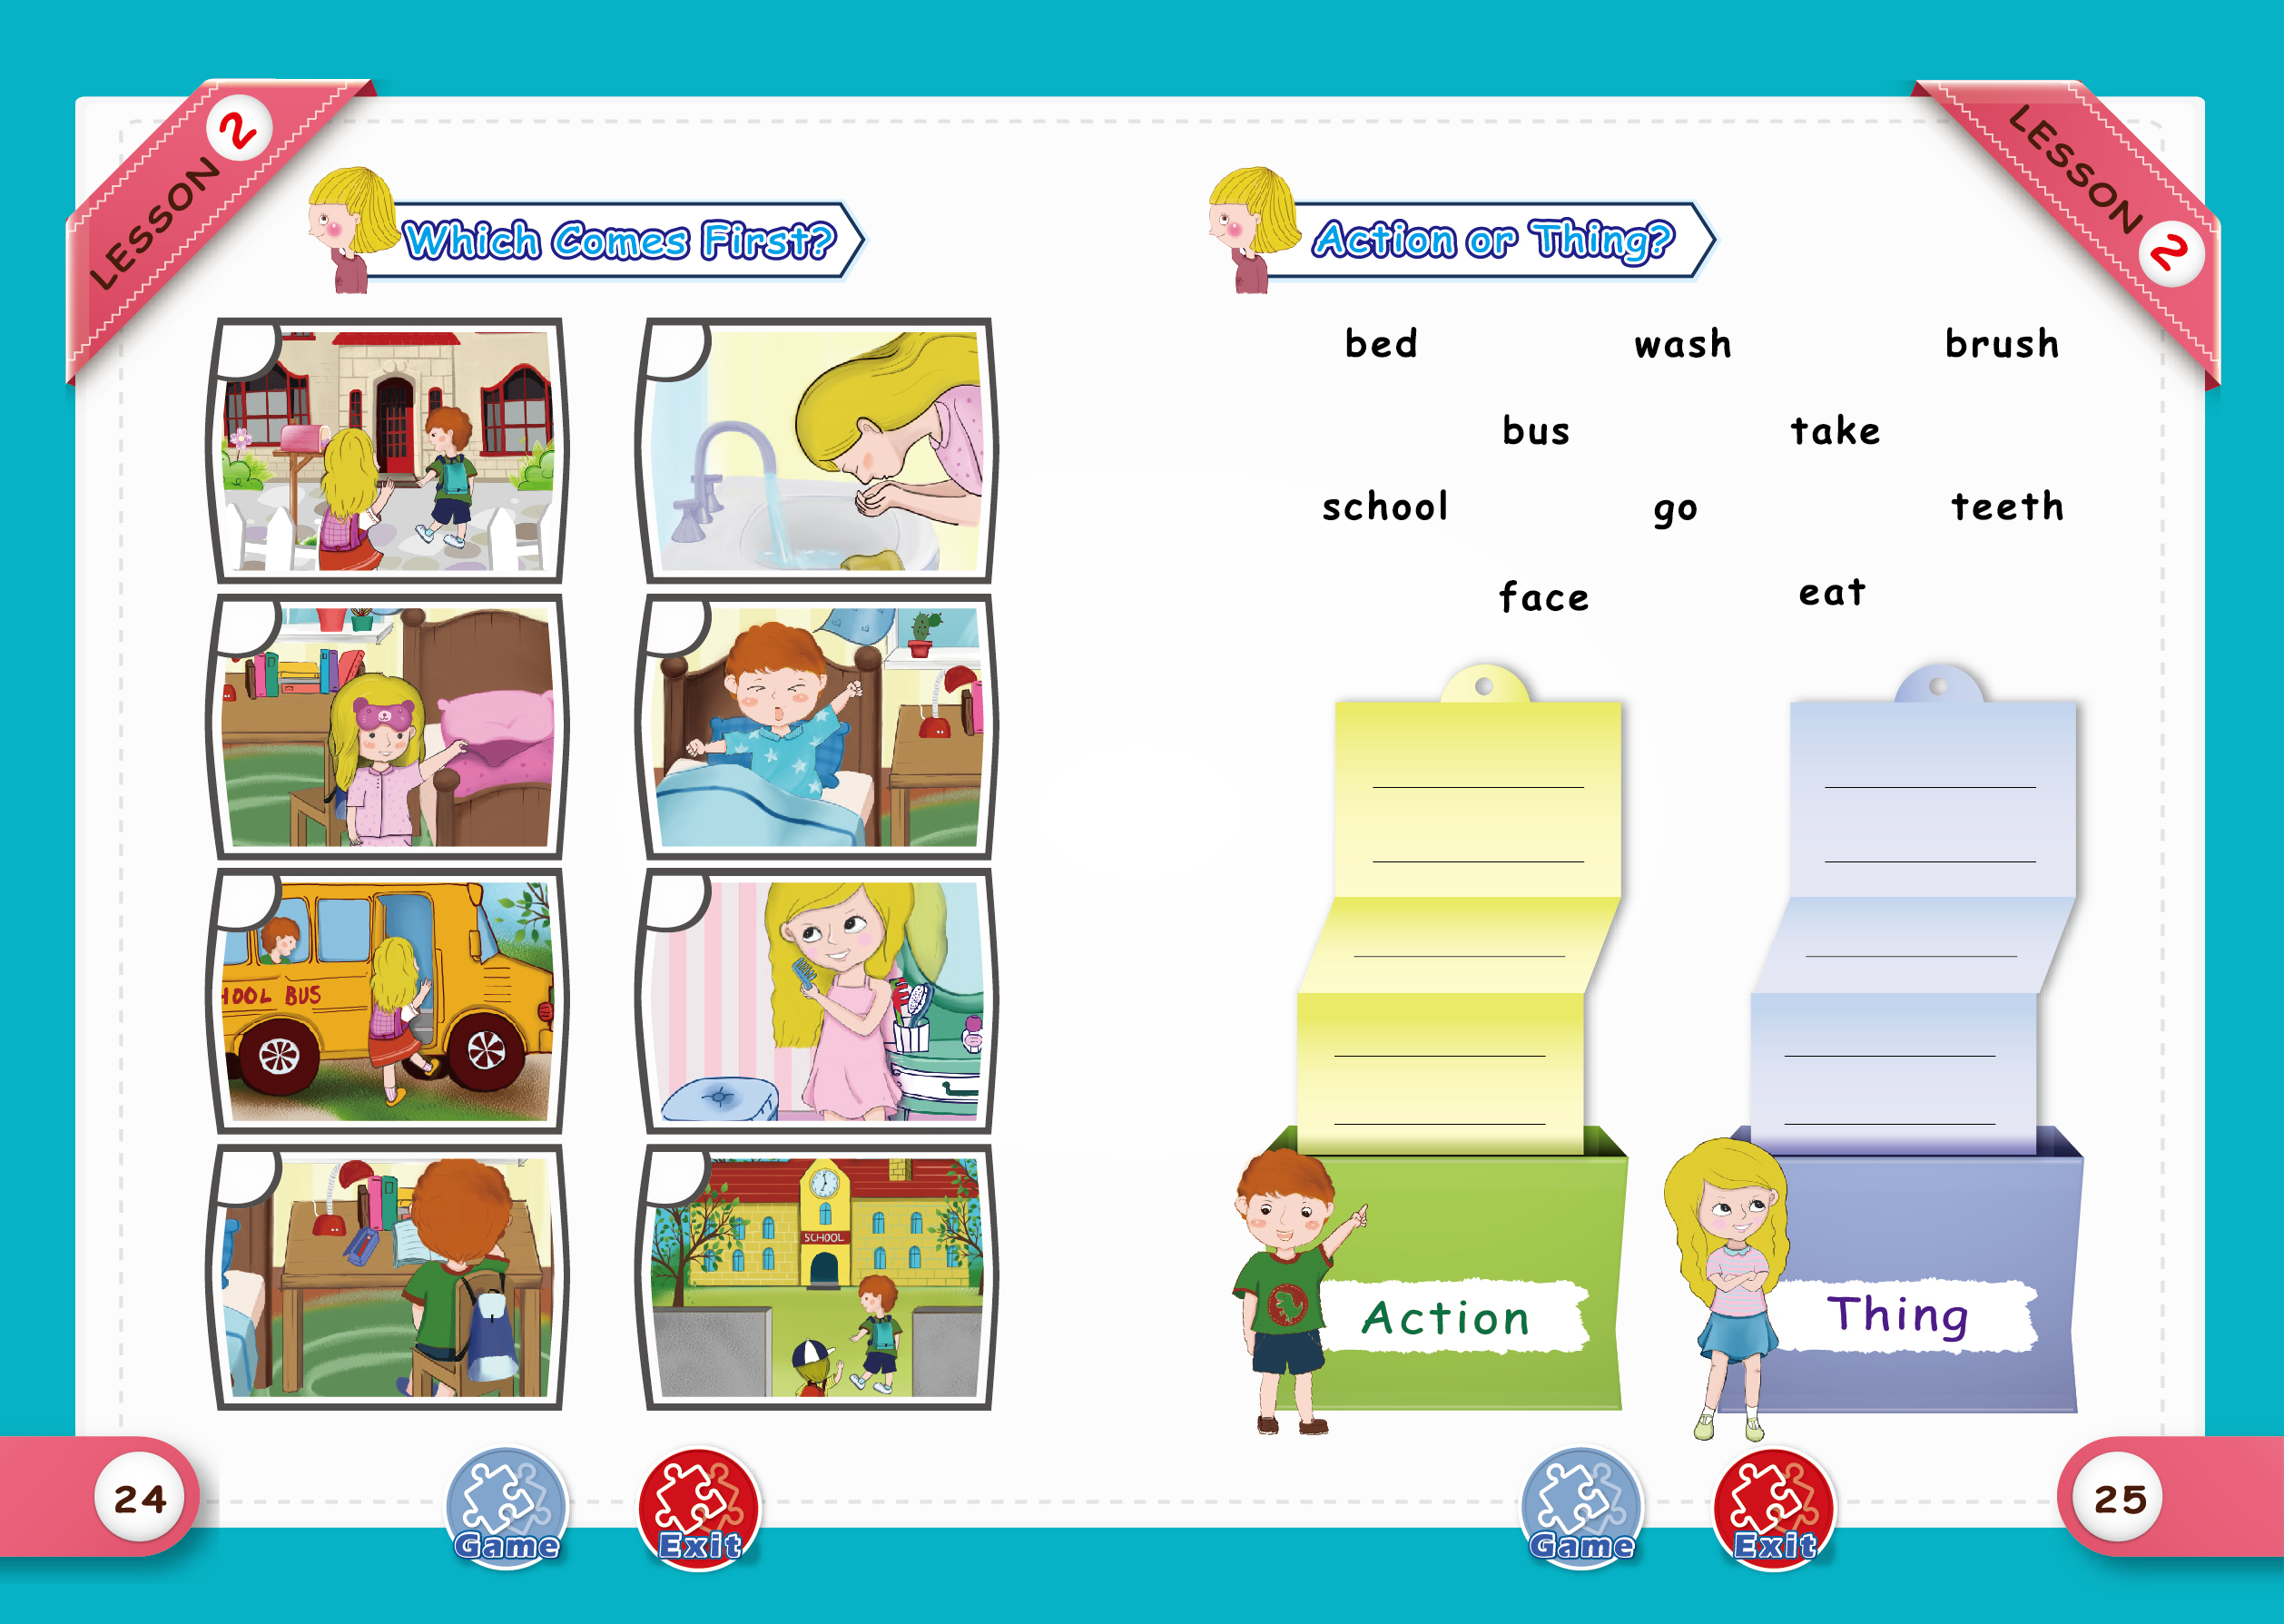 LESSON 2
Which Comes First?
HOOL BUS
SCHOOL
24
Game
Exit
LESSON 2
Action or Thing?
bed wash brush
bus take
school go teeth
face eat
Action
Thing
Game
Exit
25